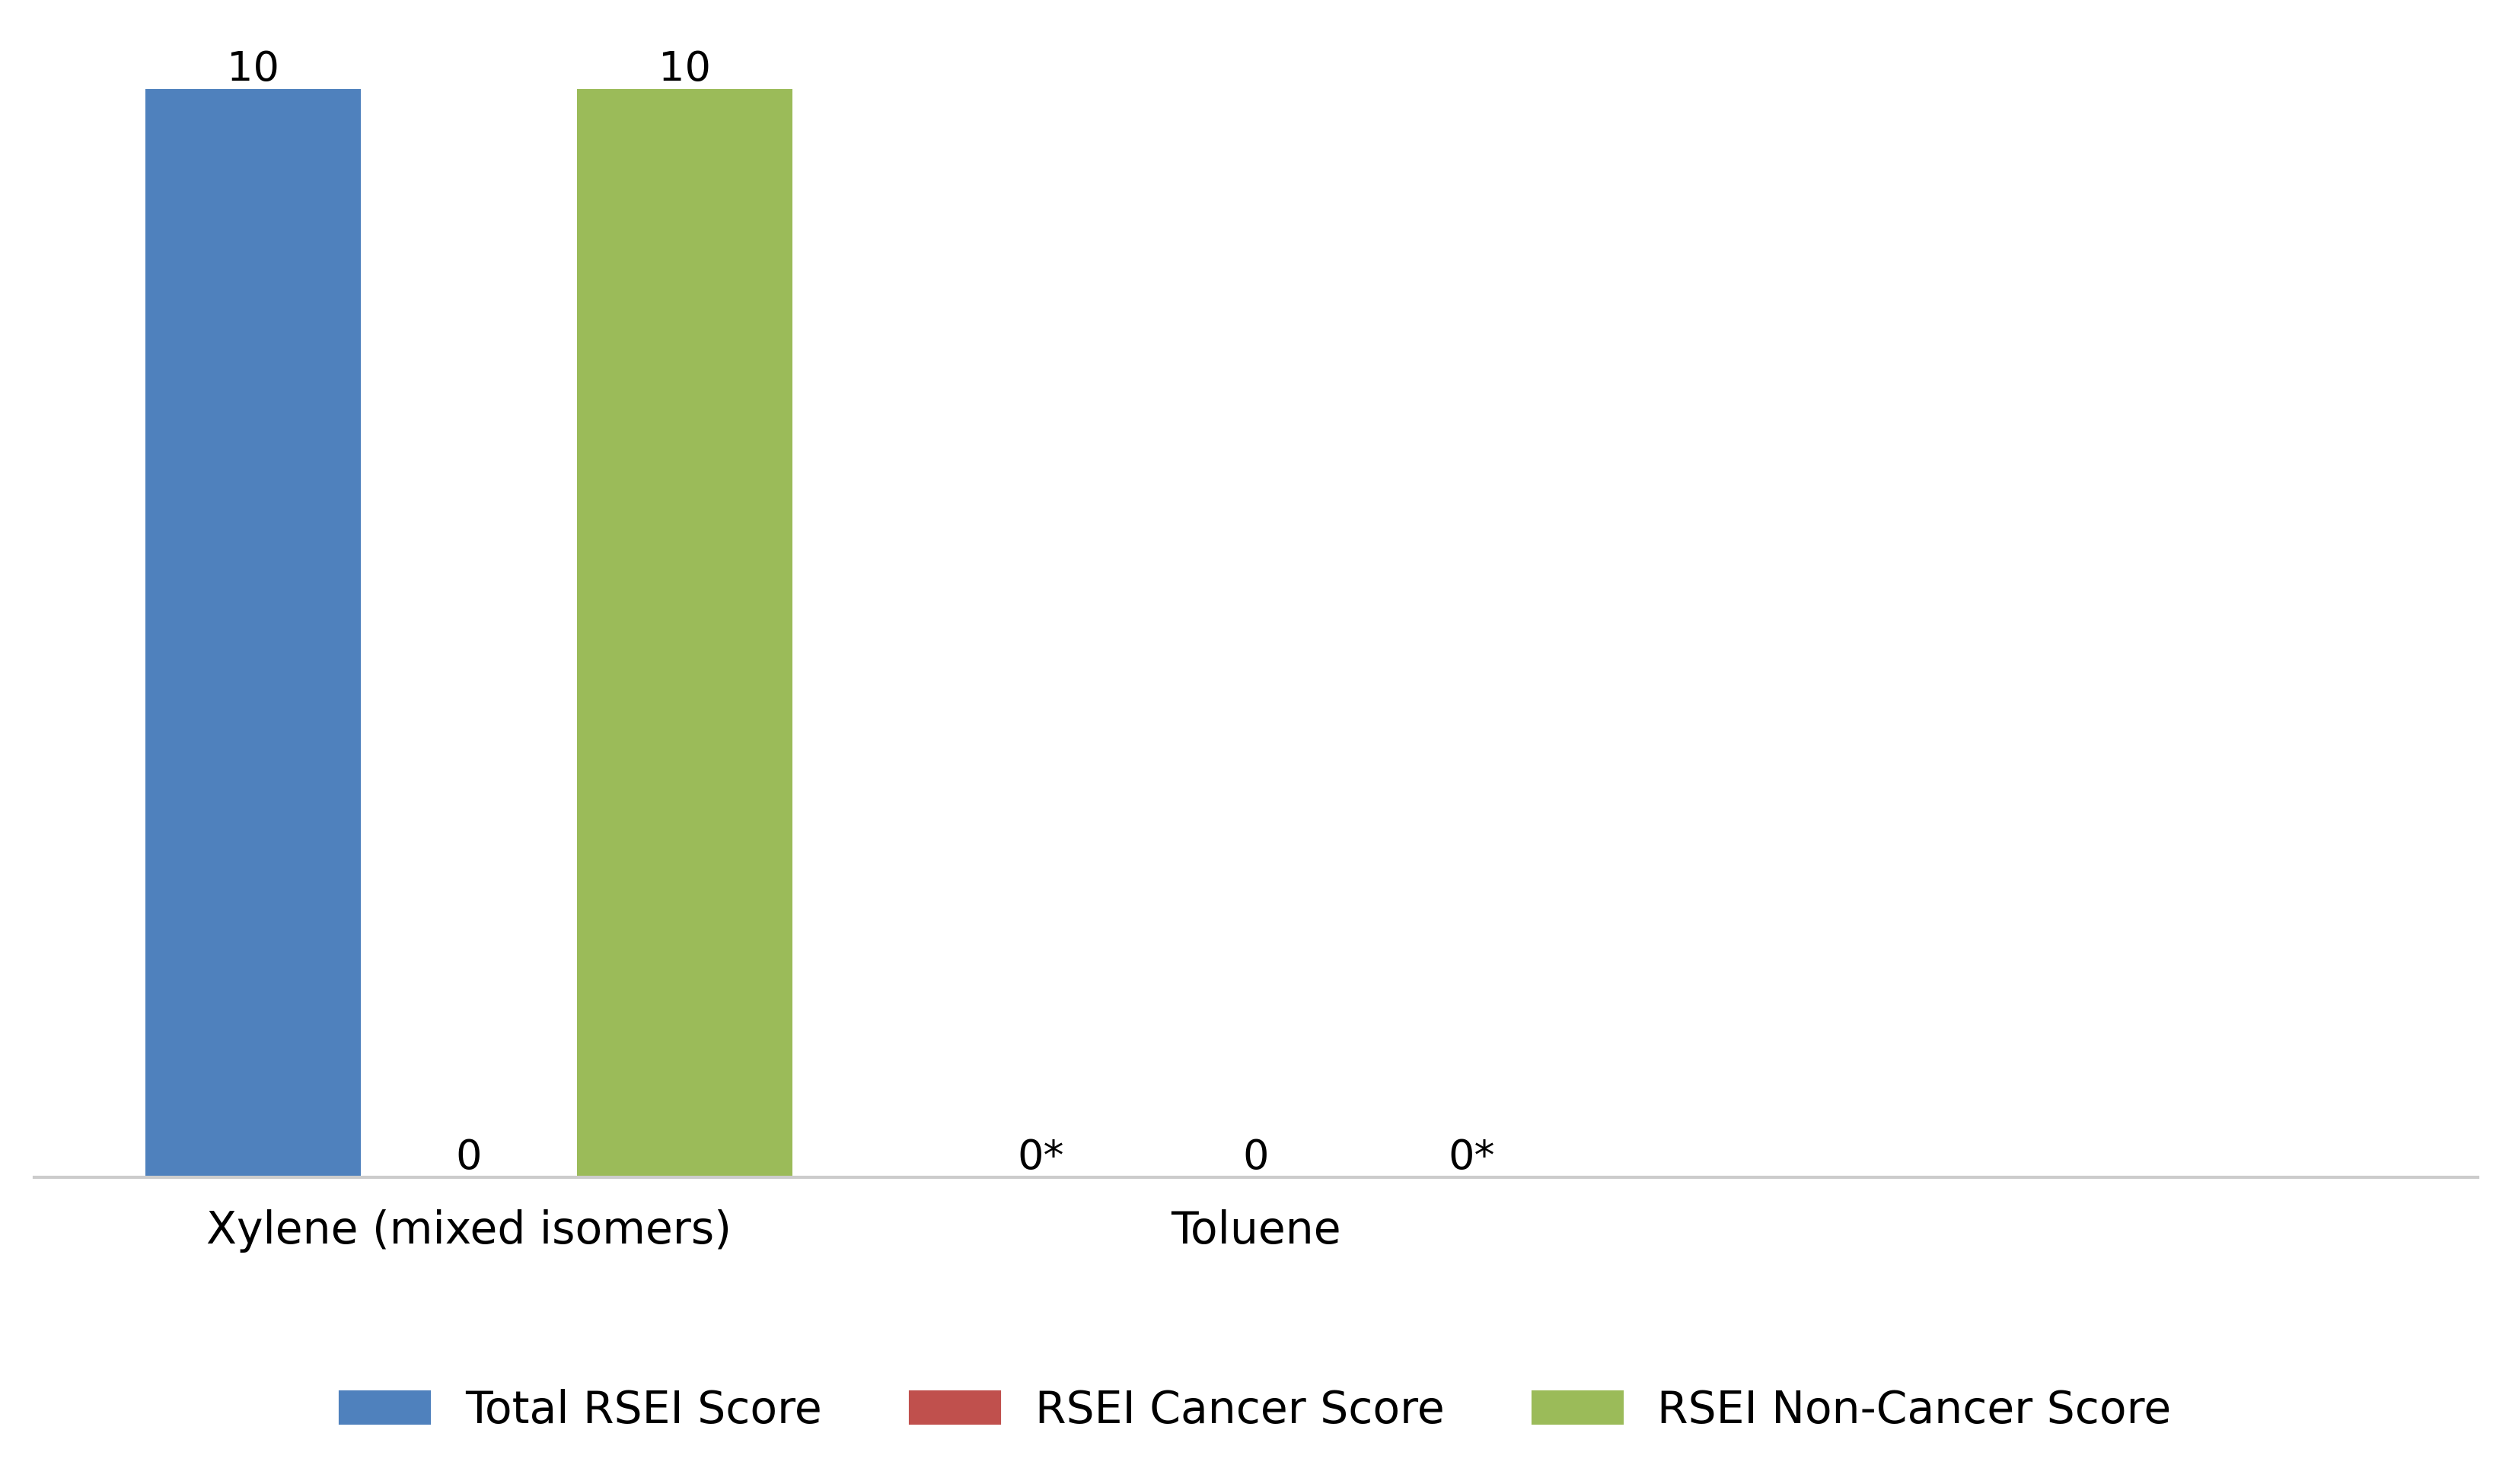 10 10
0 0* 0 0*
Xylene (mixed isomers) Toluene
Total RSEI Score RSEI Cancer Score RSEI Non-Cancer Score